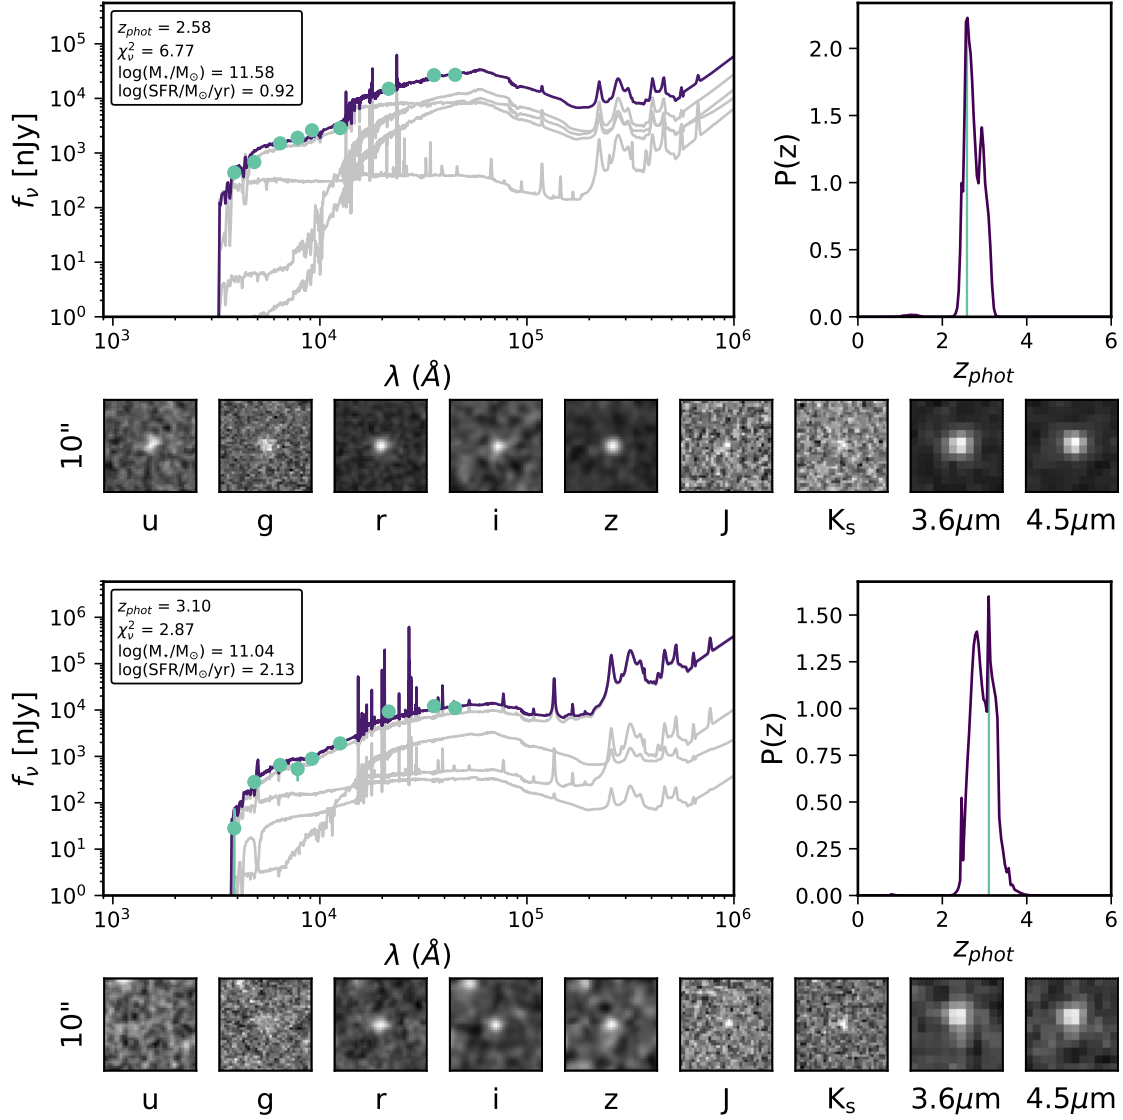 z_phot = 2.58
χ²_ν = 6.77
log(M⋆/M⊙) = 11.58
log(SFR/M⊙/yr) = 0.92
f_ν [nJy]
10⁵
10⁴
10³
10²
10¹
10⁰
10³ 10⁴ 10⁵ 10⁶
λ (Å)
P(z)
2.0
1.5
1.0
0.5
0.0
0 2 4 6
z_phot
10"
u g r i z J K_s 3.6μm 4.5μm
z_phot = 3.10
χ²_ν = 2.87
log(M⋆/M⊙) = 11.04
log(SFR/M⊙/yr) = 2.13
f_ν [nJy]
10⁶
10⁵
10⁴
10³
10²
10¹
10⁰
10³ 10⁴ 10⁵ 10⁶
λ (Å)
P(z)
1.50
1.25
1.00
0.75
0.50
0.25
0.00
0 2 4 6
z_phot
10"
u g r i z J K_s 3.6μm 4.5μm